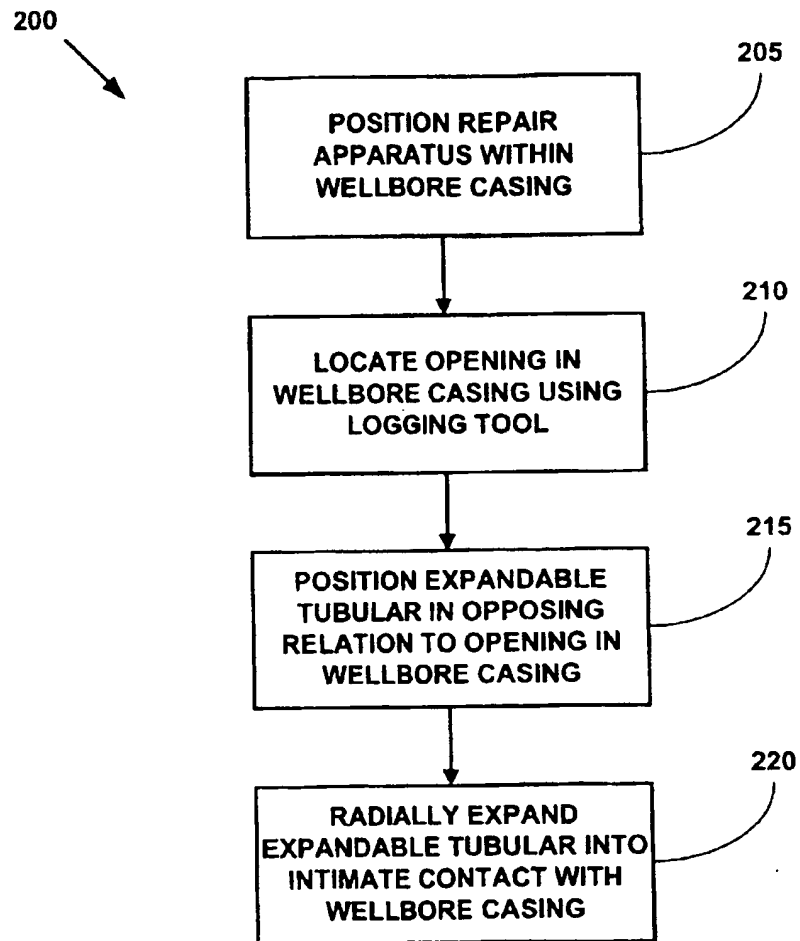 200
205
POSITION REPAIR
APPARATUS WITHIN
WELLBORE CASING
210
LOCATE OPENING IN
WELLBORE CASING USING
LOGGING TOOL
215
POSITION EXPANDABLE
TUBULAR IN OPPOSING
RELATION TO OPENING IN
WELLBORE CASING
220
RADIALLY EXPAND
EXPANDABLE TUBULAR INTO
INTIMATE CONTACT WITH
WELLBORE CASING